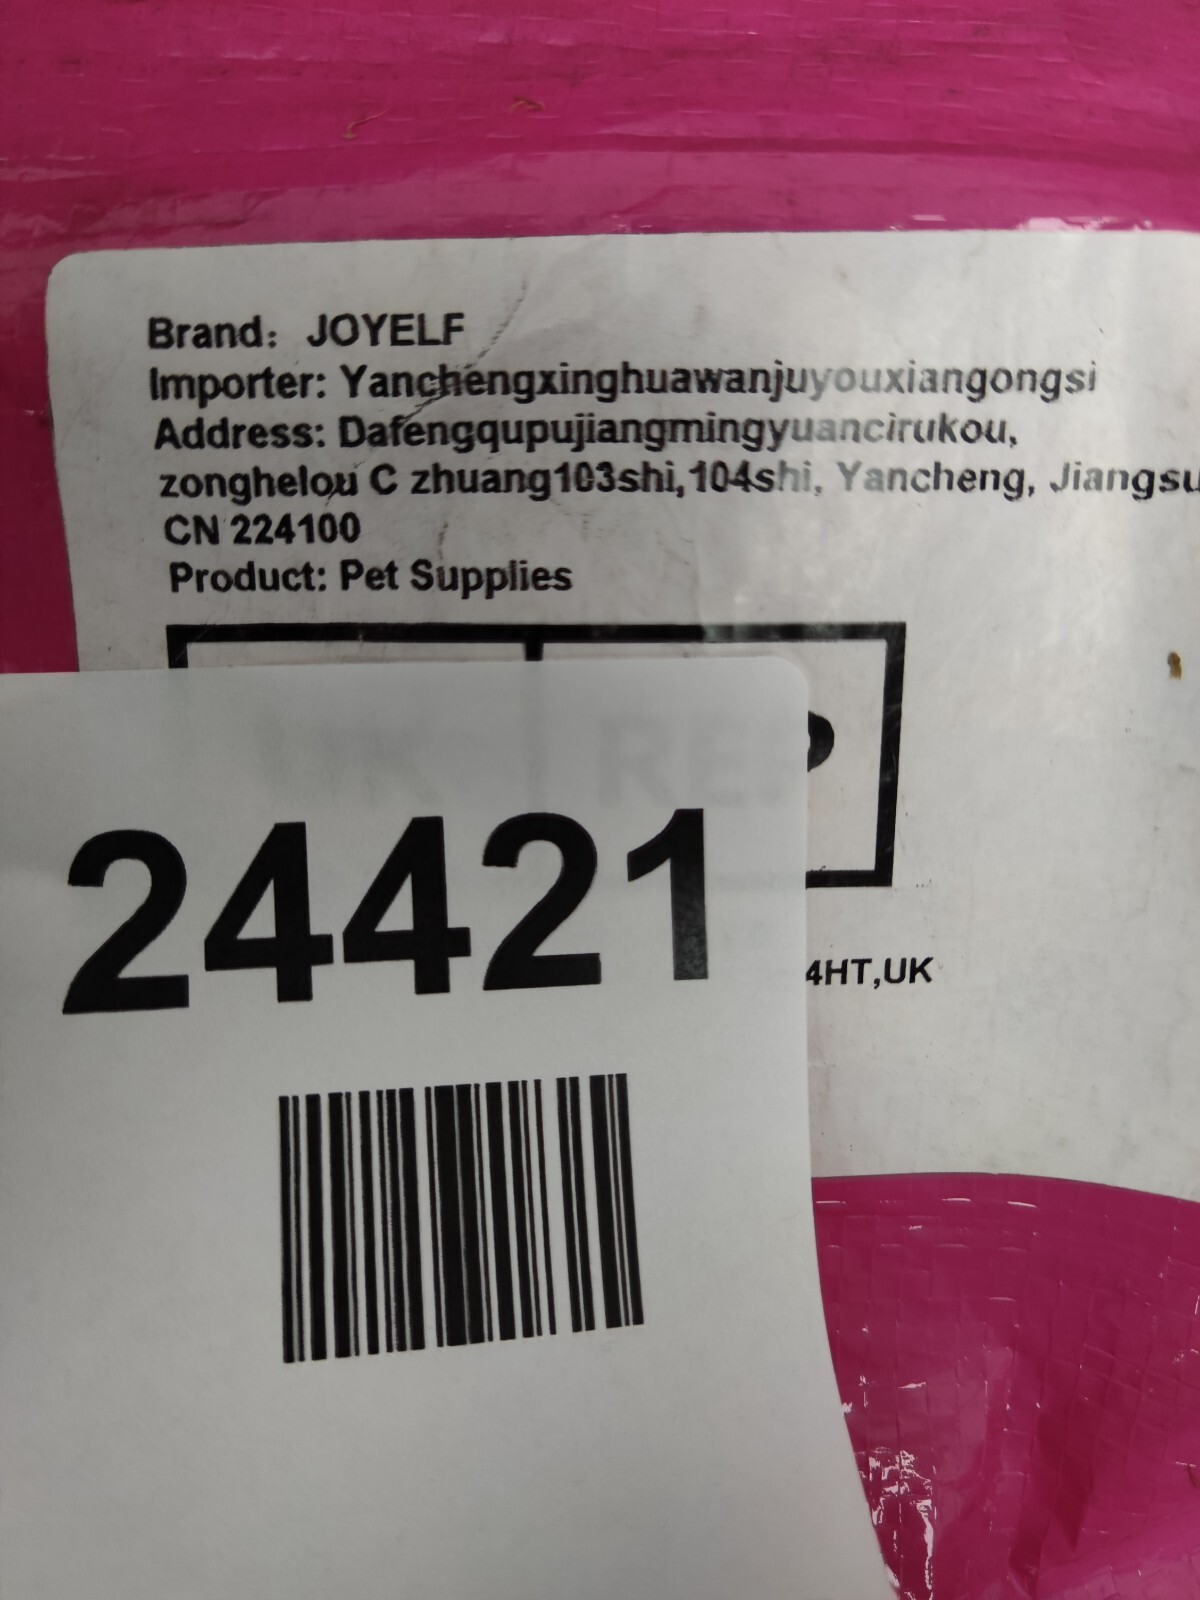 Brand: JOYELF
Importer: Yanchengxinghuawanjuyouxiangongsi
Address: Dafengqupujiangmingyuancirukou,
zonghelou C zhuang103shi,104shi, Yancheng, Jiangsu
CN 224100
Product: Pet Supplies
REP
24421
4HT,UK